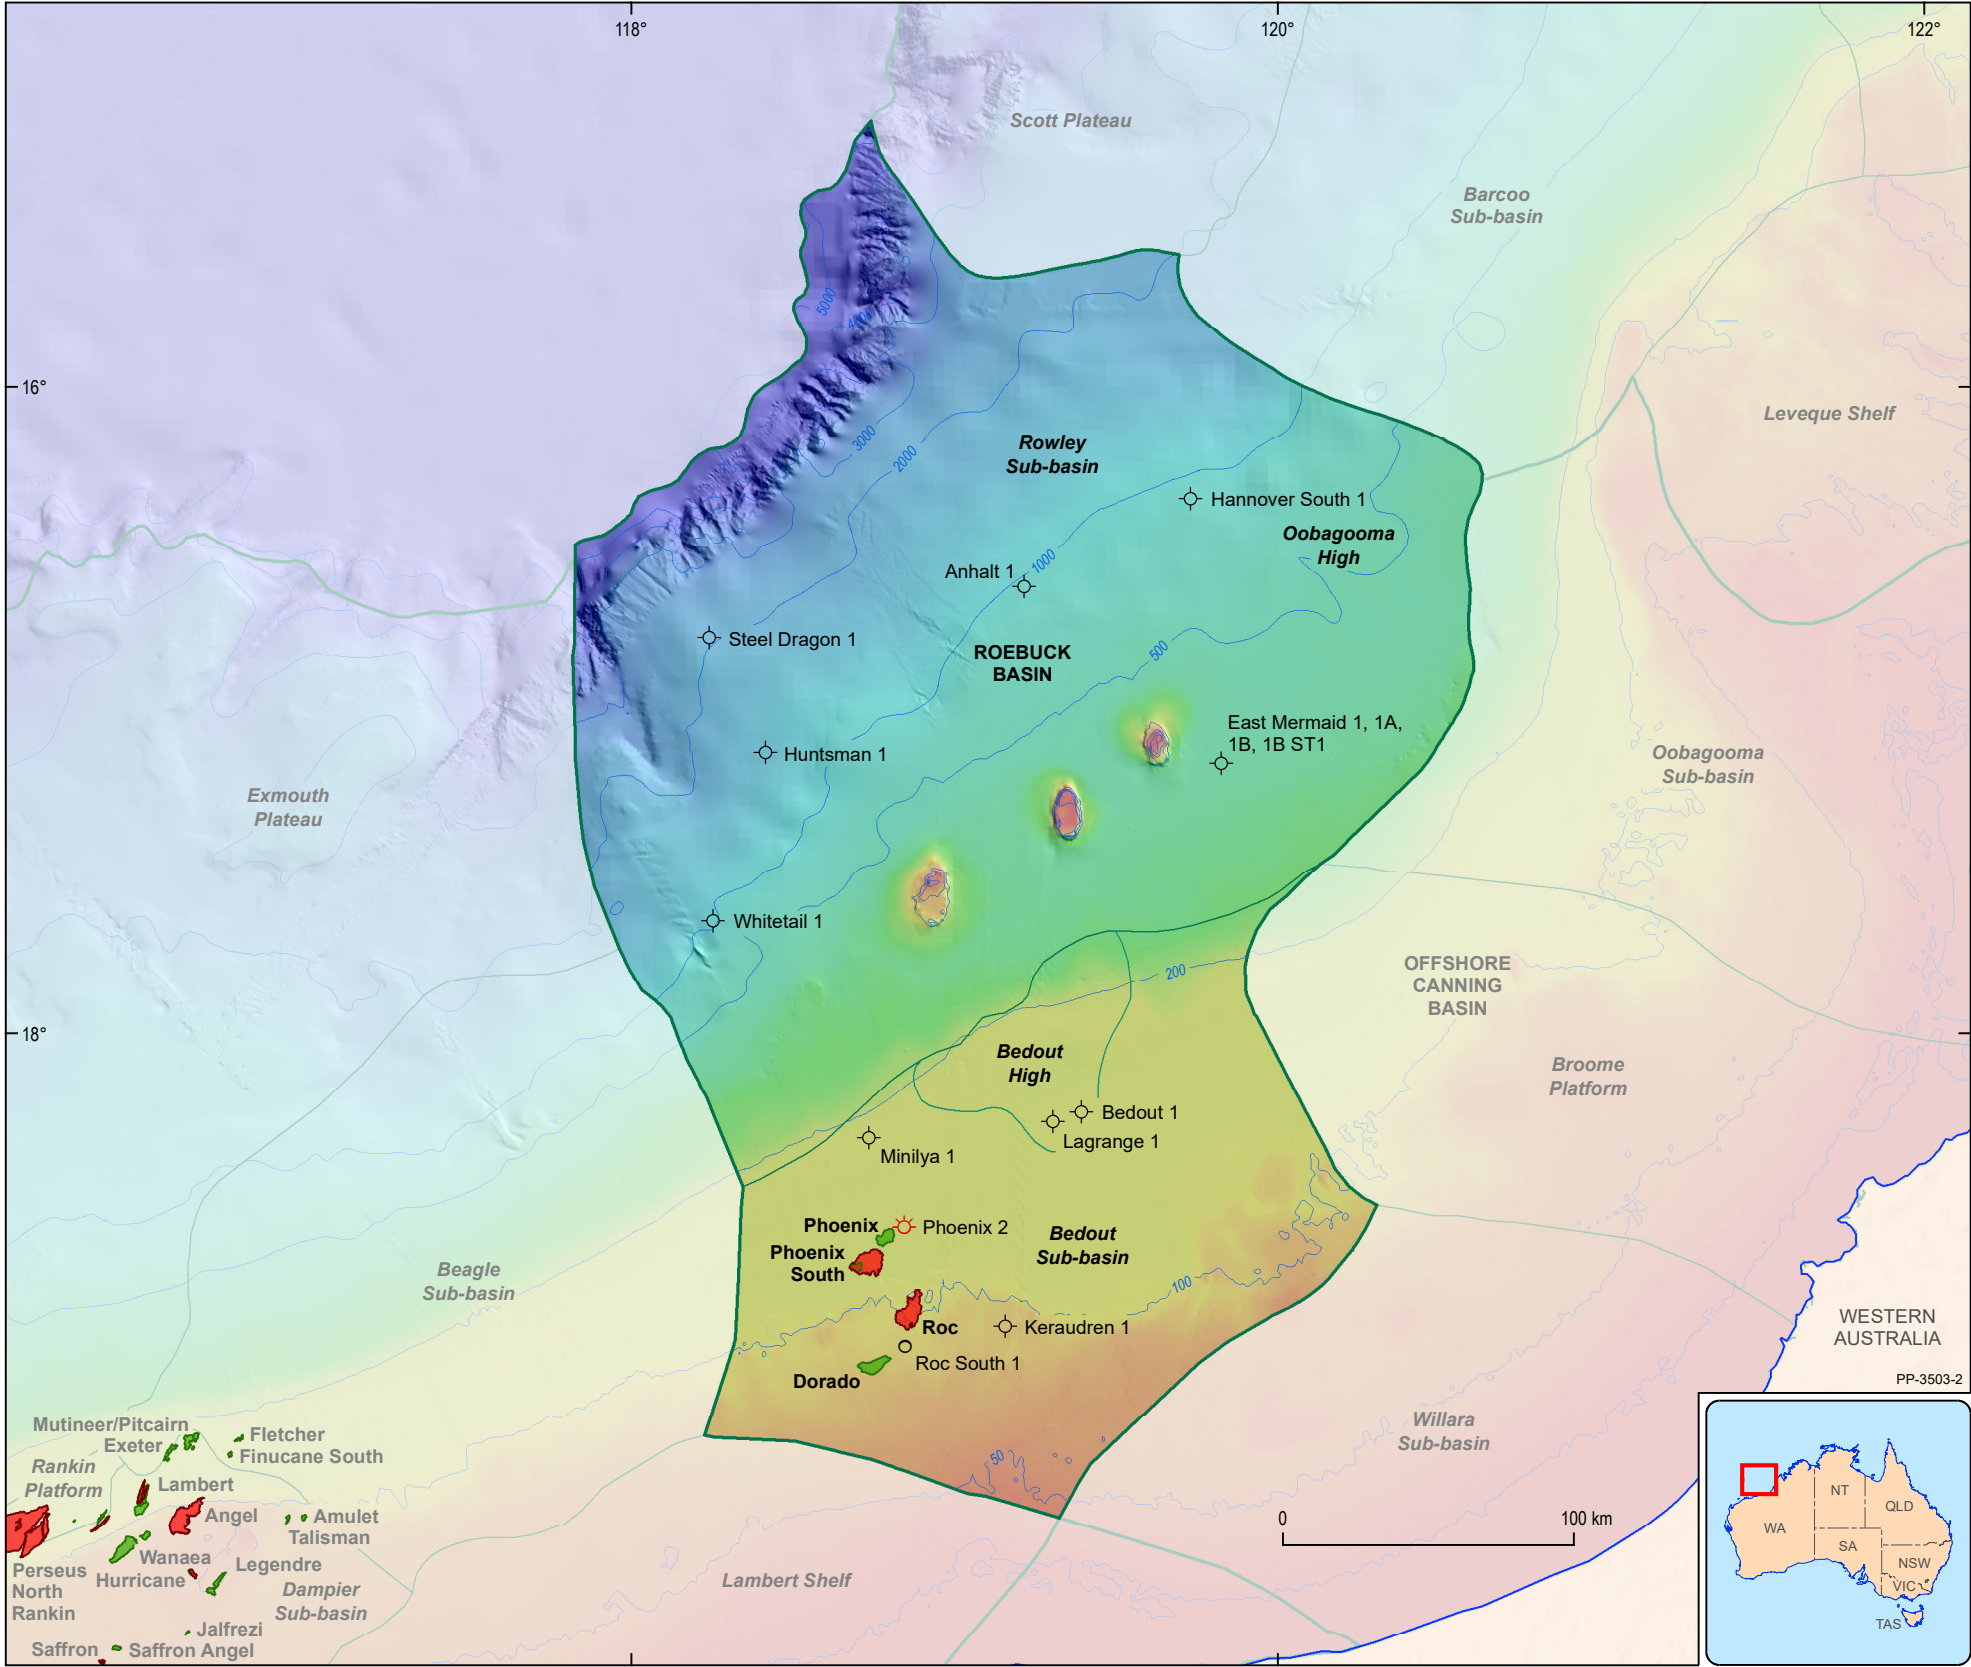 118°
120°
122°
Scott Plateau
Barcoo
Sub-basin
5000
4000
16°
Leveque Shelf
3000
2000
Rowley
Sub-basin
Hannover South 1
Oobagooma
High
Anhalt 1
1000
Steel Dragon 1
ROEBUCK
BASIN
500
East Mermaid 1, 1A,
1B, 1B ST1
Huntsman 1
Oobagooma
Sub-basin
Exmouth
Plateau
Whitetail 1
OFFSHORE
CANNING
BASIN
200
18°
Bedout
High
Broome
Platform
Bedout 1
Lagrange 1
Minilya 1
Phoenix
Phoenix 2
Phoenix
South
Bedout
Sub-basin
Beagle
Sub-basin
100
Roc
Keraudren 1
Roc South 1
Dorado
WESTERN
AUSTRALIA
PP-3503-2
50
Willara
Sub-basin
Mutineer/Pitcairn
Exeter
Fletcher
Finucane South
Rankin
Platform
Lambert
Angel
Amulet
Talisman
Wanaea
Hurricane
Legendre
Perseus
North
Rankin
Dampier
Sub-basin
Jalfrezi
Saffron
Saffron Angel
Lambert Shelf
0
100 km
NT
QLD
WA
SA
NSW
VIC
TAS